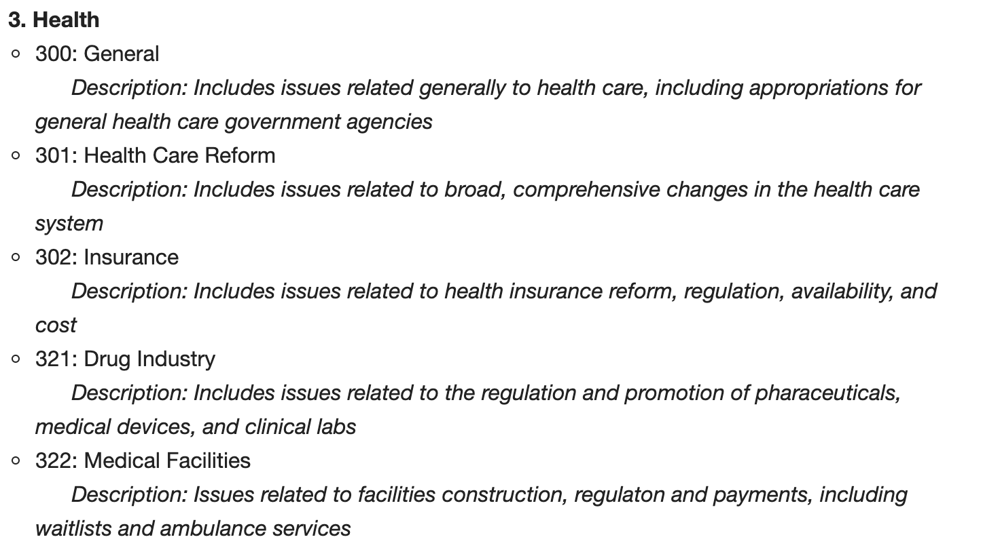 3. Health
300: General
Description: Includes issues related generally to health care, including appropriations for
general health care government agencies
301: Health Care Reform
Description: Includes issues related to broad, comprehensive changes in the health care
system
302: Insurance
Description: Includes issues related to health insurance reform, regulation, availability, and
cost
321: Drug Industry
Description: Includes issues related to the regulation and promotion of pharaceuticals,
medical devices, and clinical labs
322: Medical Facilities
Description: Issues related to facilities construction, regulaton and payments, including
waitlists and ambulance services